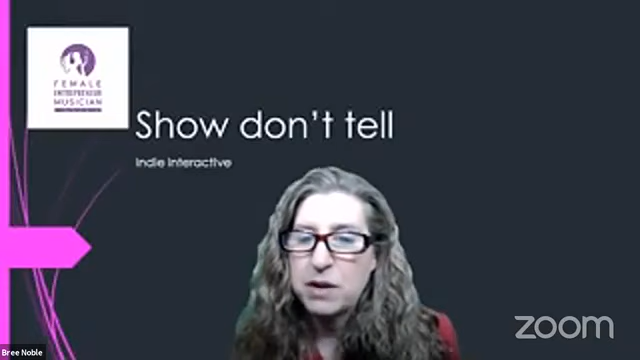 FEMALE
ENTREPRENEUR
MUSICIAN
Show don't tell
Indie Interactive
zoom
Bree Noble